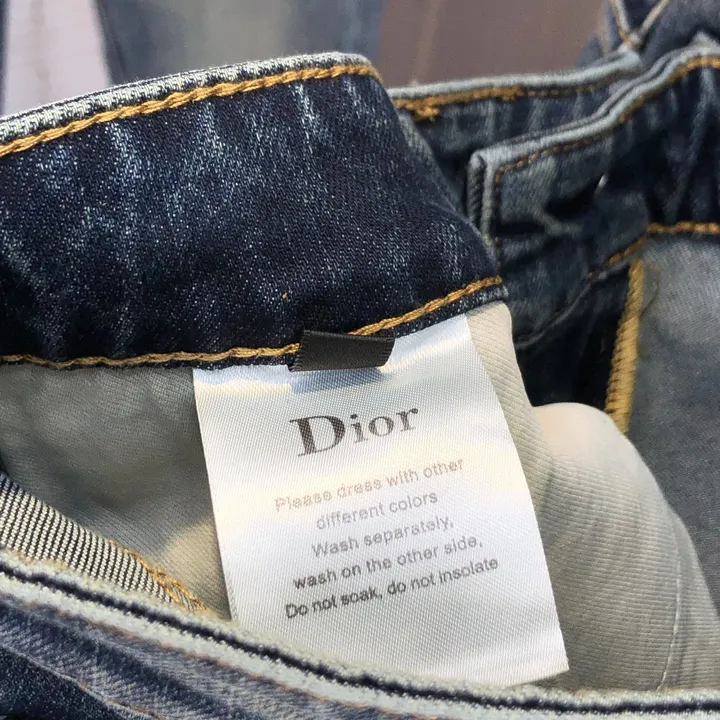 Dior
Please dress with other
different colors
Wash separately,
wash on the other side,
Do not soak, do not insolate